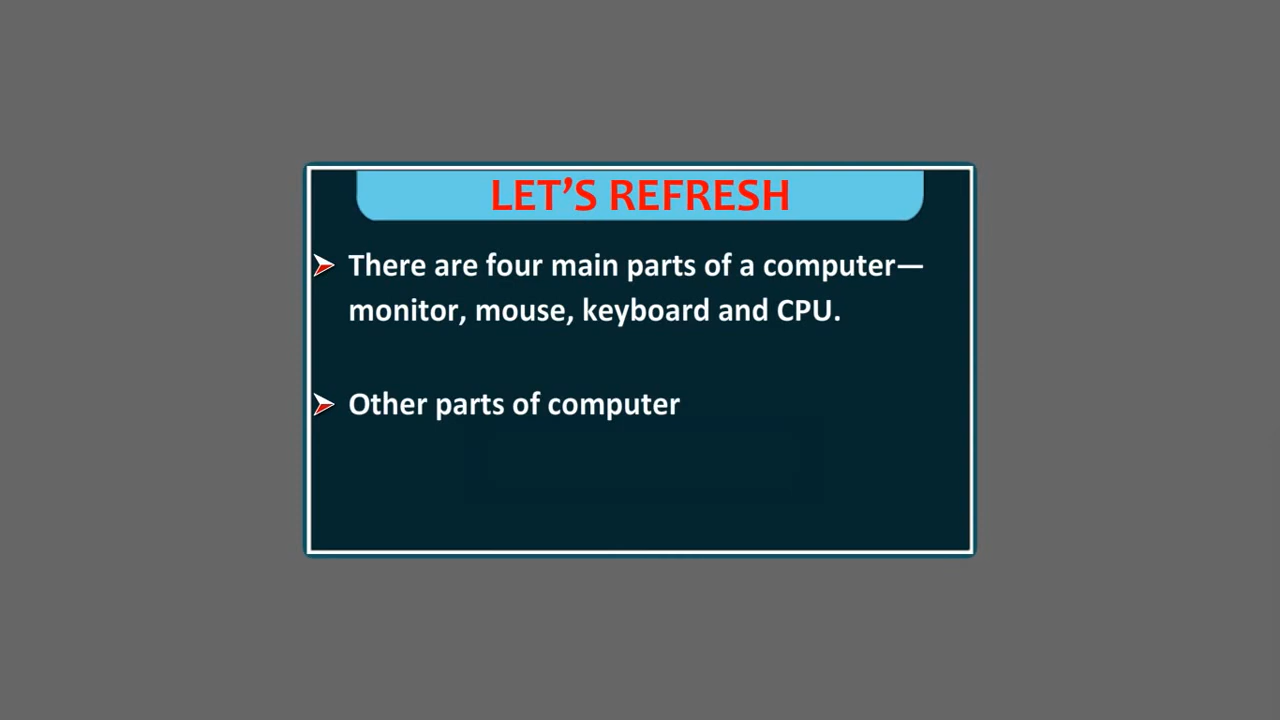 LET’S REFRESH
There are four main parts of a computer—
monitor, mouse, keyboard and CPU.
Other parts of computer